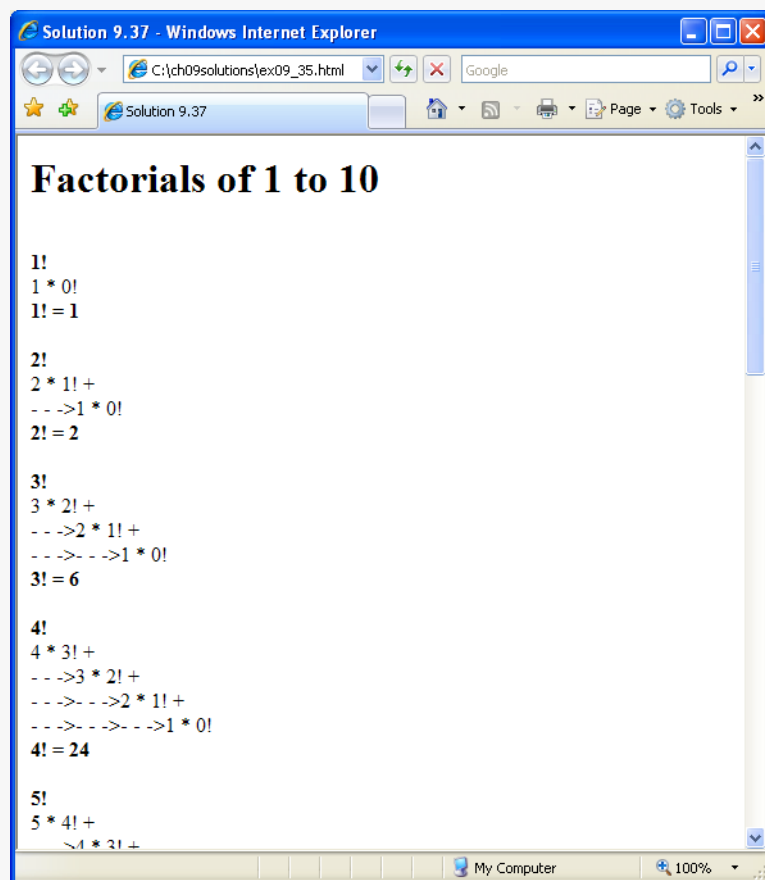 Solution 9.37 - Windows Internet Explorer
C:\ch09solutions\ex09_35.html
Google
Solution 9.37
Page
Tools
»
Factorials of 1 to 10
1!
1 * 0!
1! = 1
2!
2 * 1! +
- - ->1 * 0!
2! = 2
3!
3 * 2! +
- - ->2 * 1! +
- - ->- - ->1 * 0!
3! = 6
4!
4 * 3! +
- - ->3 * 2! +
- - ->- - ->2 * 1! +
- - ->- - ->- - ->1 * 0!
4! = 24
5!
5 * 4! +
- - ->4 * 3! +
My Computer
100%